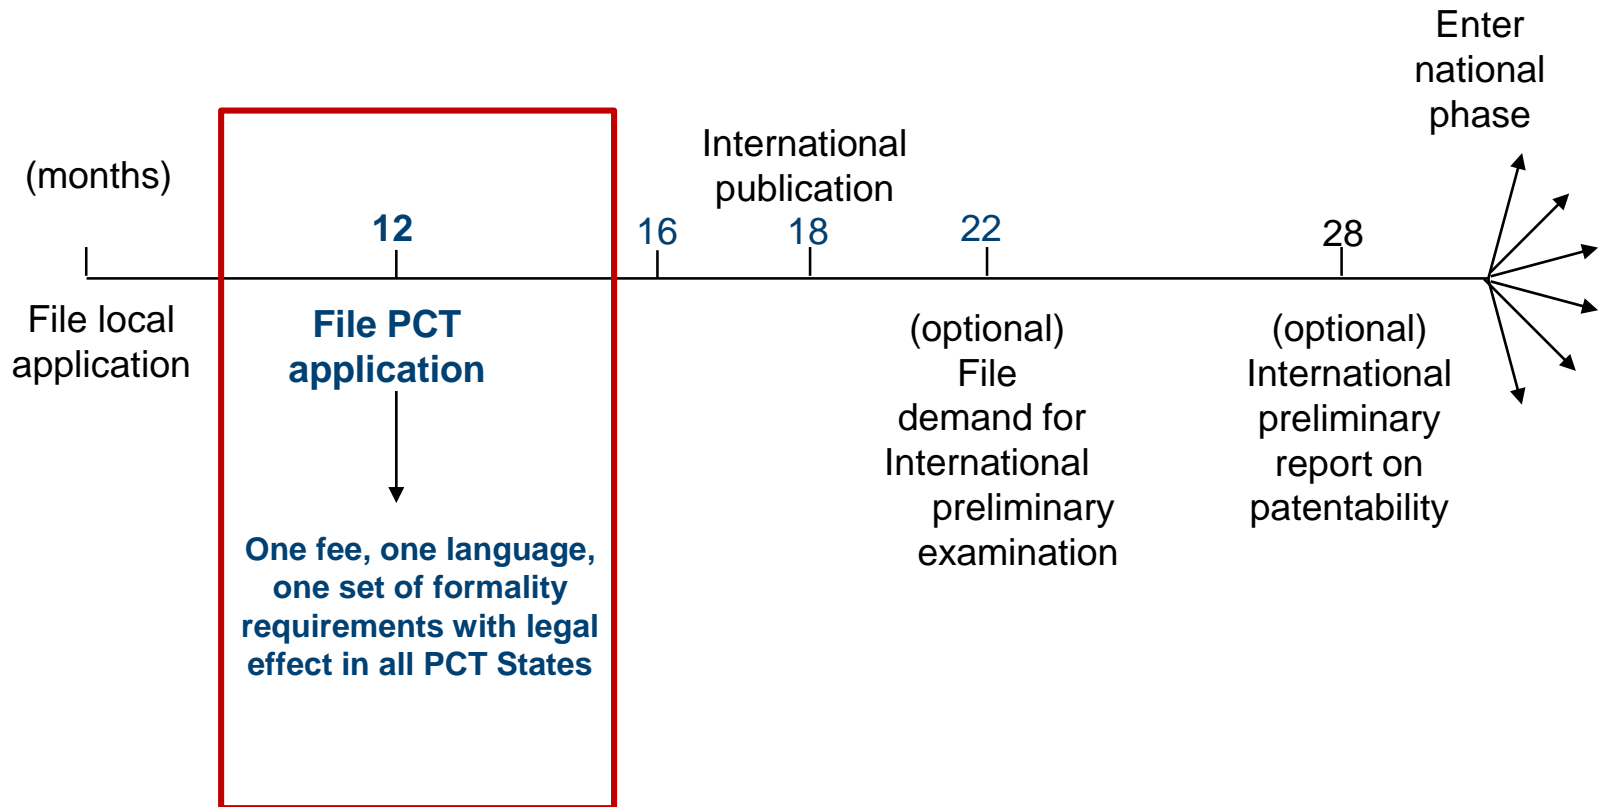 Enter
national
phase
(months)
International
publication
12
16
18
22
28
File local
application
File PCT
application
One fee, one language,
one set of formality
requirements with legal
effect in all PCT States
(optional)
File
demand for
International
preliminary
examination
(optional)
International
preliminary
report on
patentability